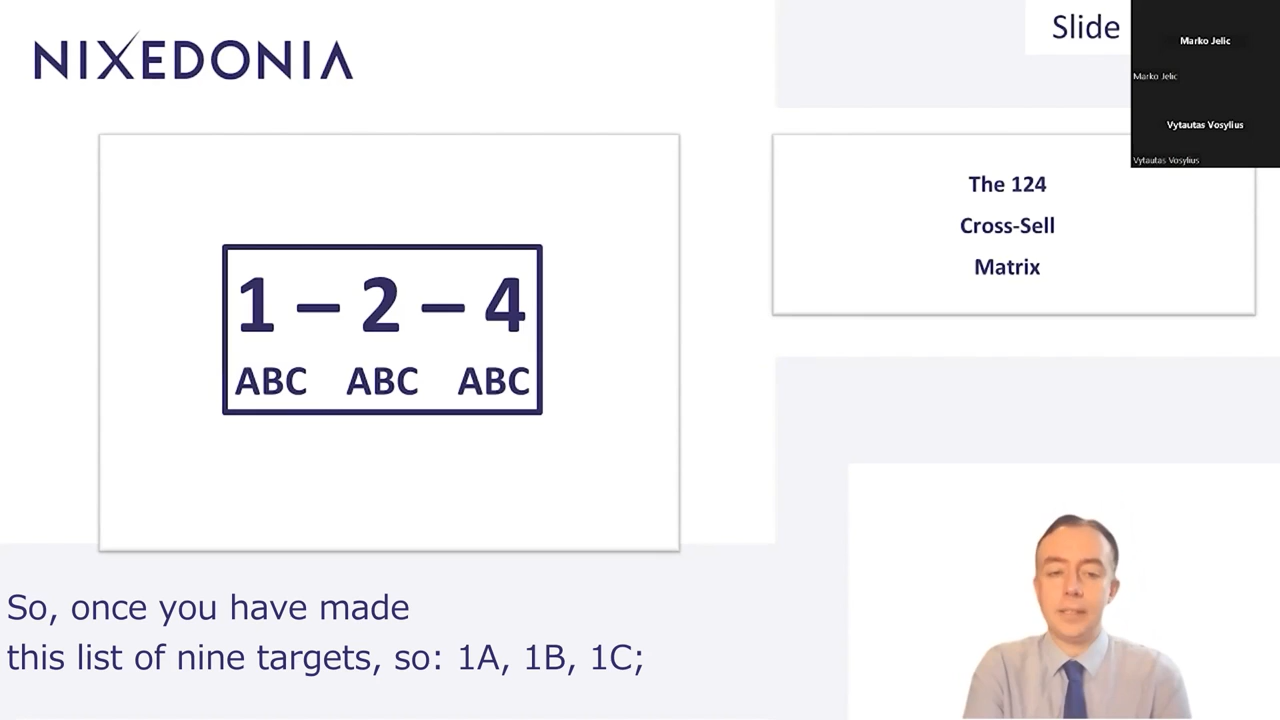 NIXEDONIA
Slide
Marko Jelic
Marko Jelic
Vytautas Vosylius
Vytautas Vosylius
The 124
Cross-Sell
Matrix
1 – 2 – 4
ABC ABC ABC
So, once you have made
this list of nine targets, so: 1A, 1B, 1C;